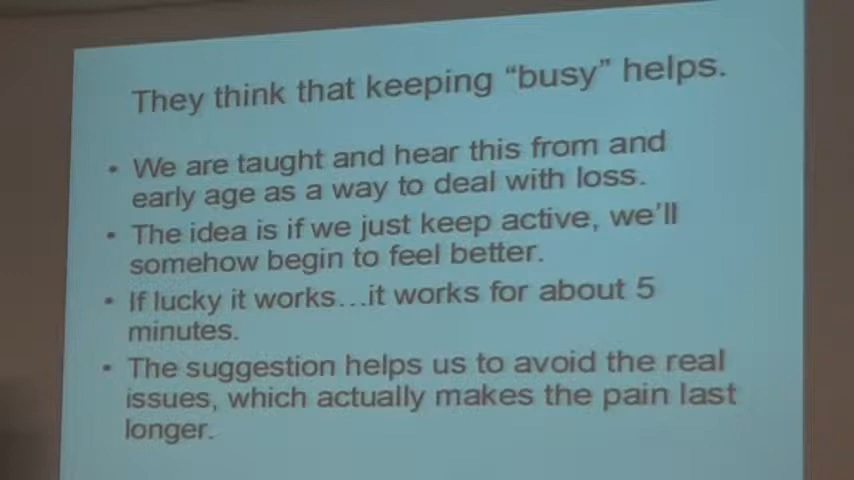 They think that keeping “busy” helps.
• We are taught and hear this from and
early age as a way to deal with loss.
• The idea is if we just keep active, we’ll
somehow begin to feel better.
• If lucky it works…it works for about 5
minutes.
• The suggestion helps us to avoid the real
issues, which actually makes the pain last
longer.